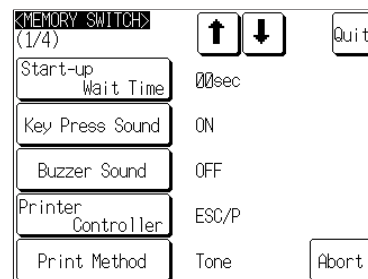 <MEMORY SWITCH>
(1/4)
Quit
Start-up
Wait Time
00sec
Key Press Sound
ON
Buzzer Sound
OFF
Printer
Controller
ESC/P
Print Method
Tone
Abort